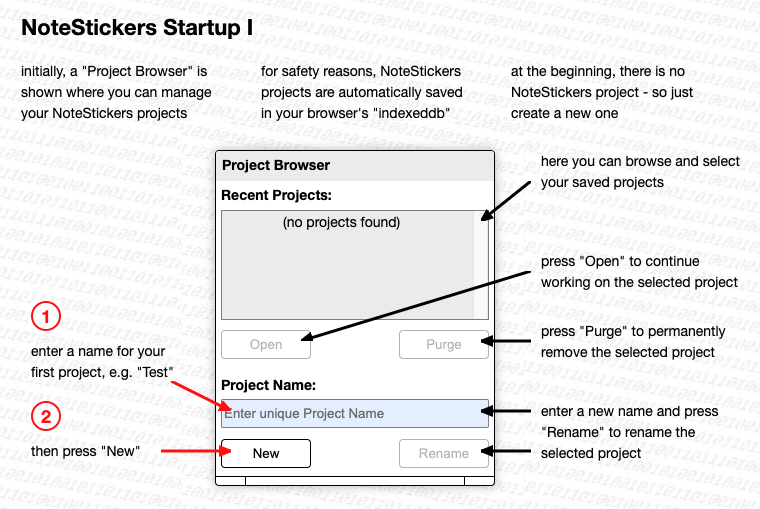 NoteStickers Startup I
initially, a "Project Browser" is
shown where you can manage
your NoteStickers projects
for safety reasons, NoteStickers
projects are automatically saved
in your browser's "indexeddb"
at the beginning, there is no
NoteStickers project - so just
create a new one
Project Browser
Recent Projects:
(no projects found)
here you can browse and select
your saved projects
press "Open" to continue
working on the selected project
Open
Purge
press "Purge" to permanently
remove the selected project
1
enter a name for your
first project, e.g. "Test"
Project Name:
Enter unique Project Name
enter a new name and press
"Rename" to rename the
selected project
2
then press "New"
New
Rename